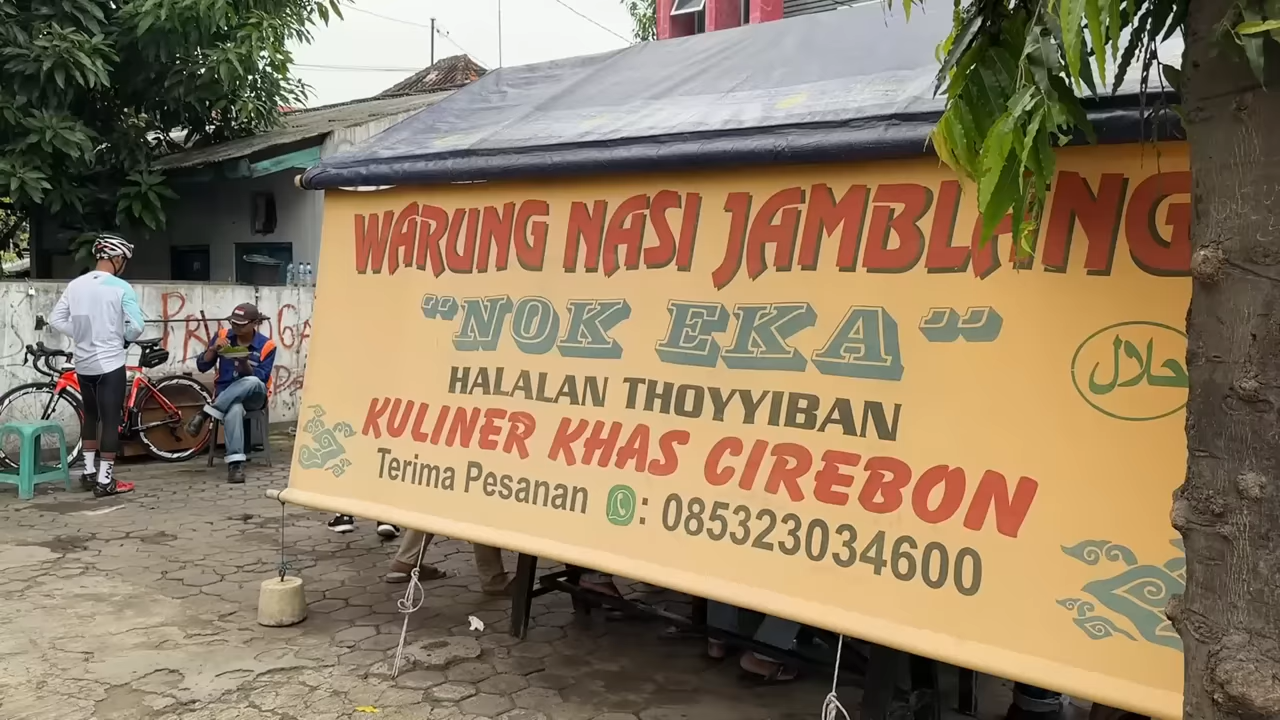 WARUNG NASI JAMBLANG
"NOK EKA"
HALALAN THOYYIBAN
KULINER KHAS CIREBON
Terima Pesanan : 085323034600
حلال